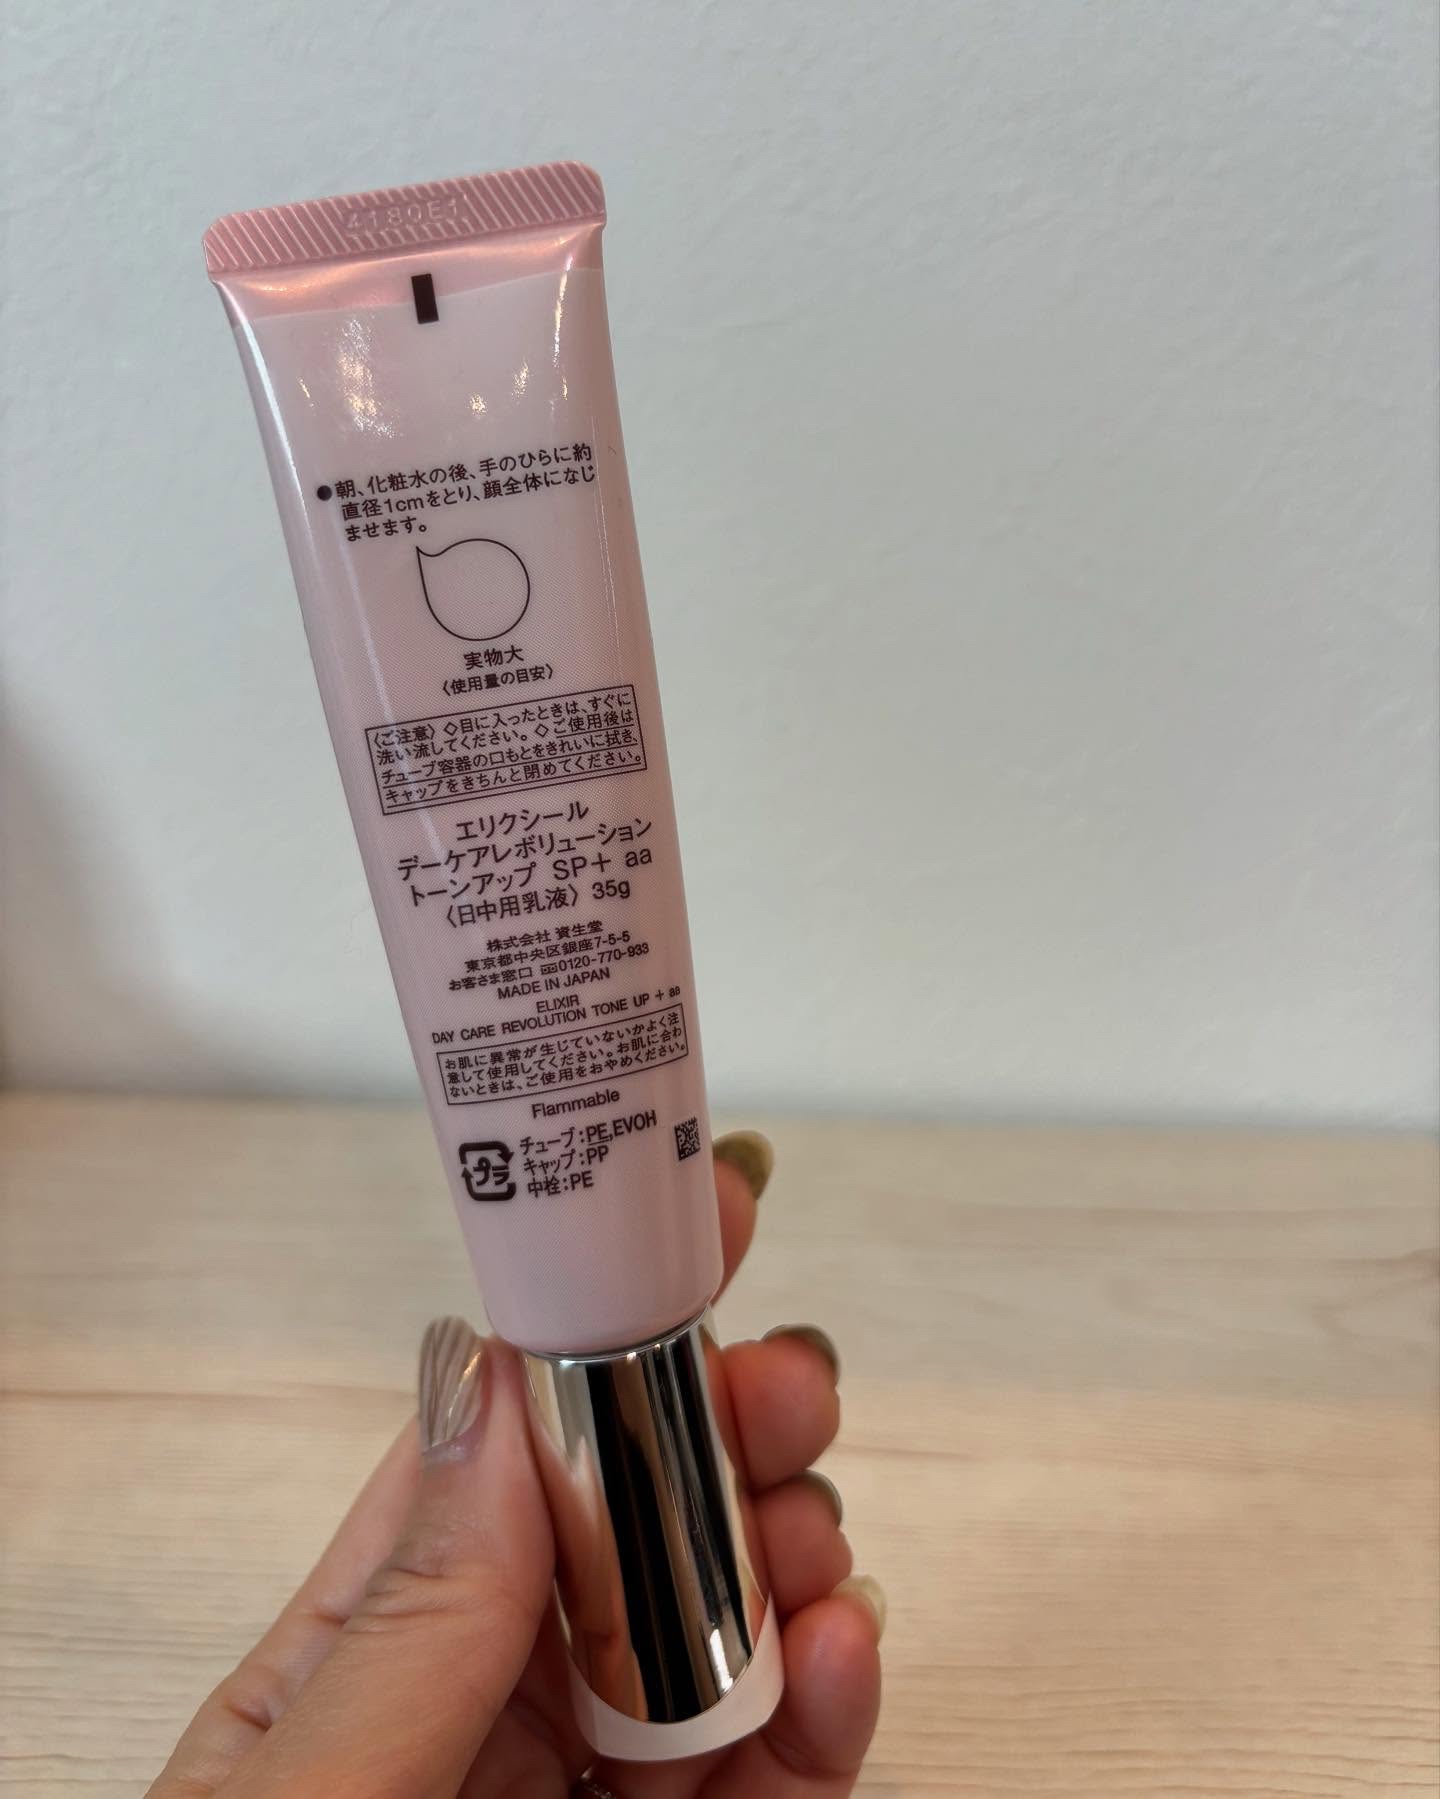 4180E1
●朝、化粧水の後、手のひらに約
直径1cmをとり、顔全体になじ
ませます。
実物大
〈使用量の目安〉
〈ご注意〉◇目に入ったときは、すぐに
洗い流してください。◇ご使用後は
チューブ容器の口もとをきれいに拭き、
キャップをきちんと閉めてください。
エリクシール
デーケアレボリューション
トーンアップ SP+ aa
〈日中用乳液〉35g
株式会社 資生堂
東京都中央区銀座7-5-5
お客さま窓口 0120-770-933
MADE IN JAPAN
ELIXIR
DAY CARE REVOLUTION TONE UP + aa
お肌に異常が生じていないかよく注
意して使用してください。お肌に合わ
ないときは、ご使用をおやめください。
Flammable
プラ
チューブ:PE,EVOH
キャップ:PP
中栓:PE